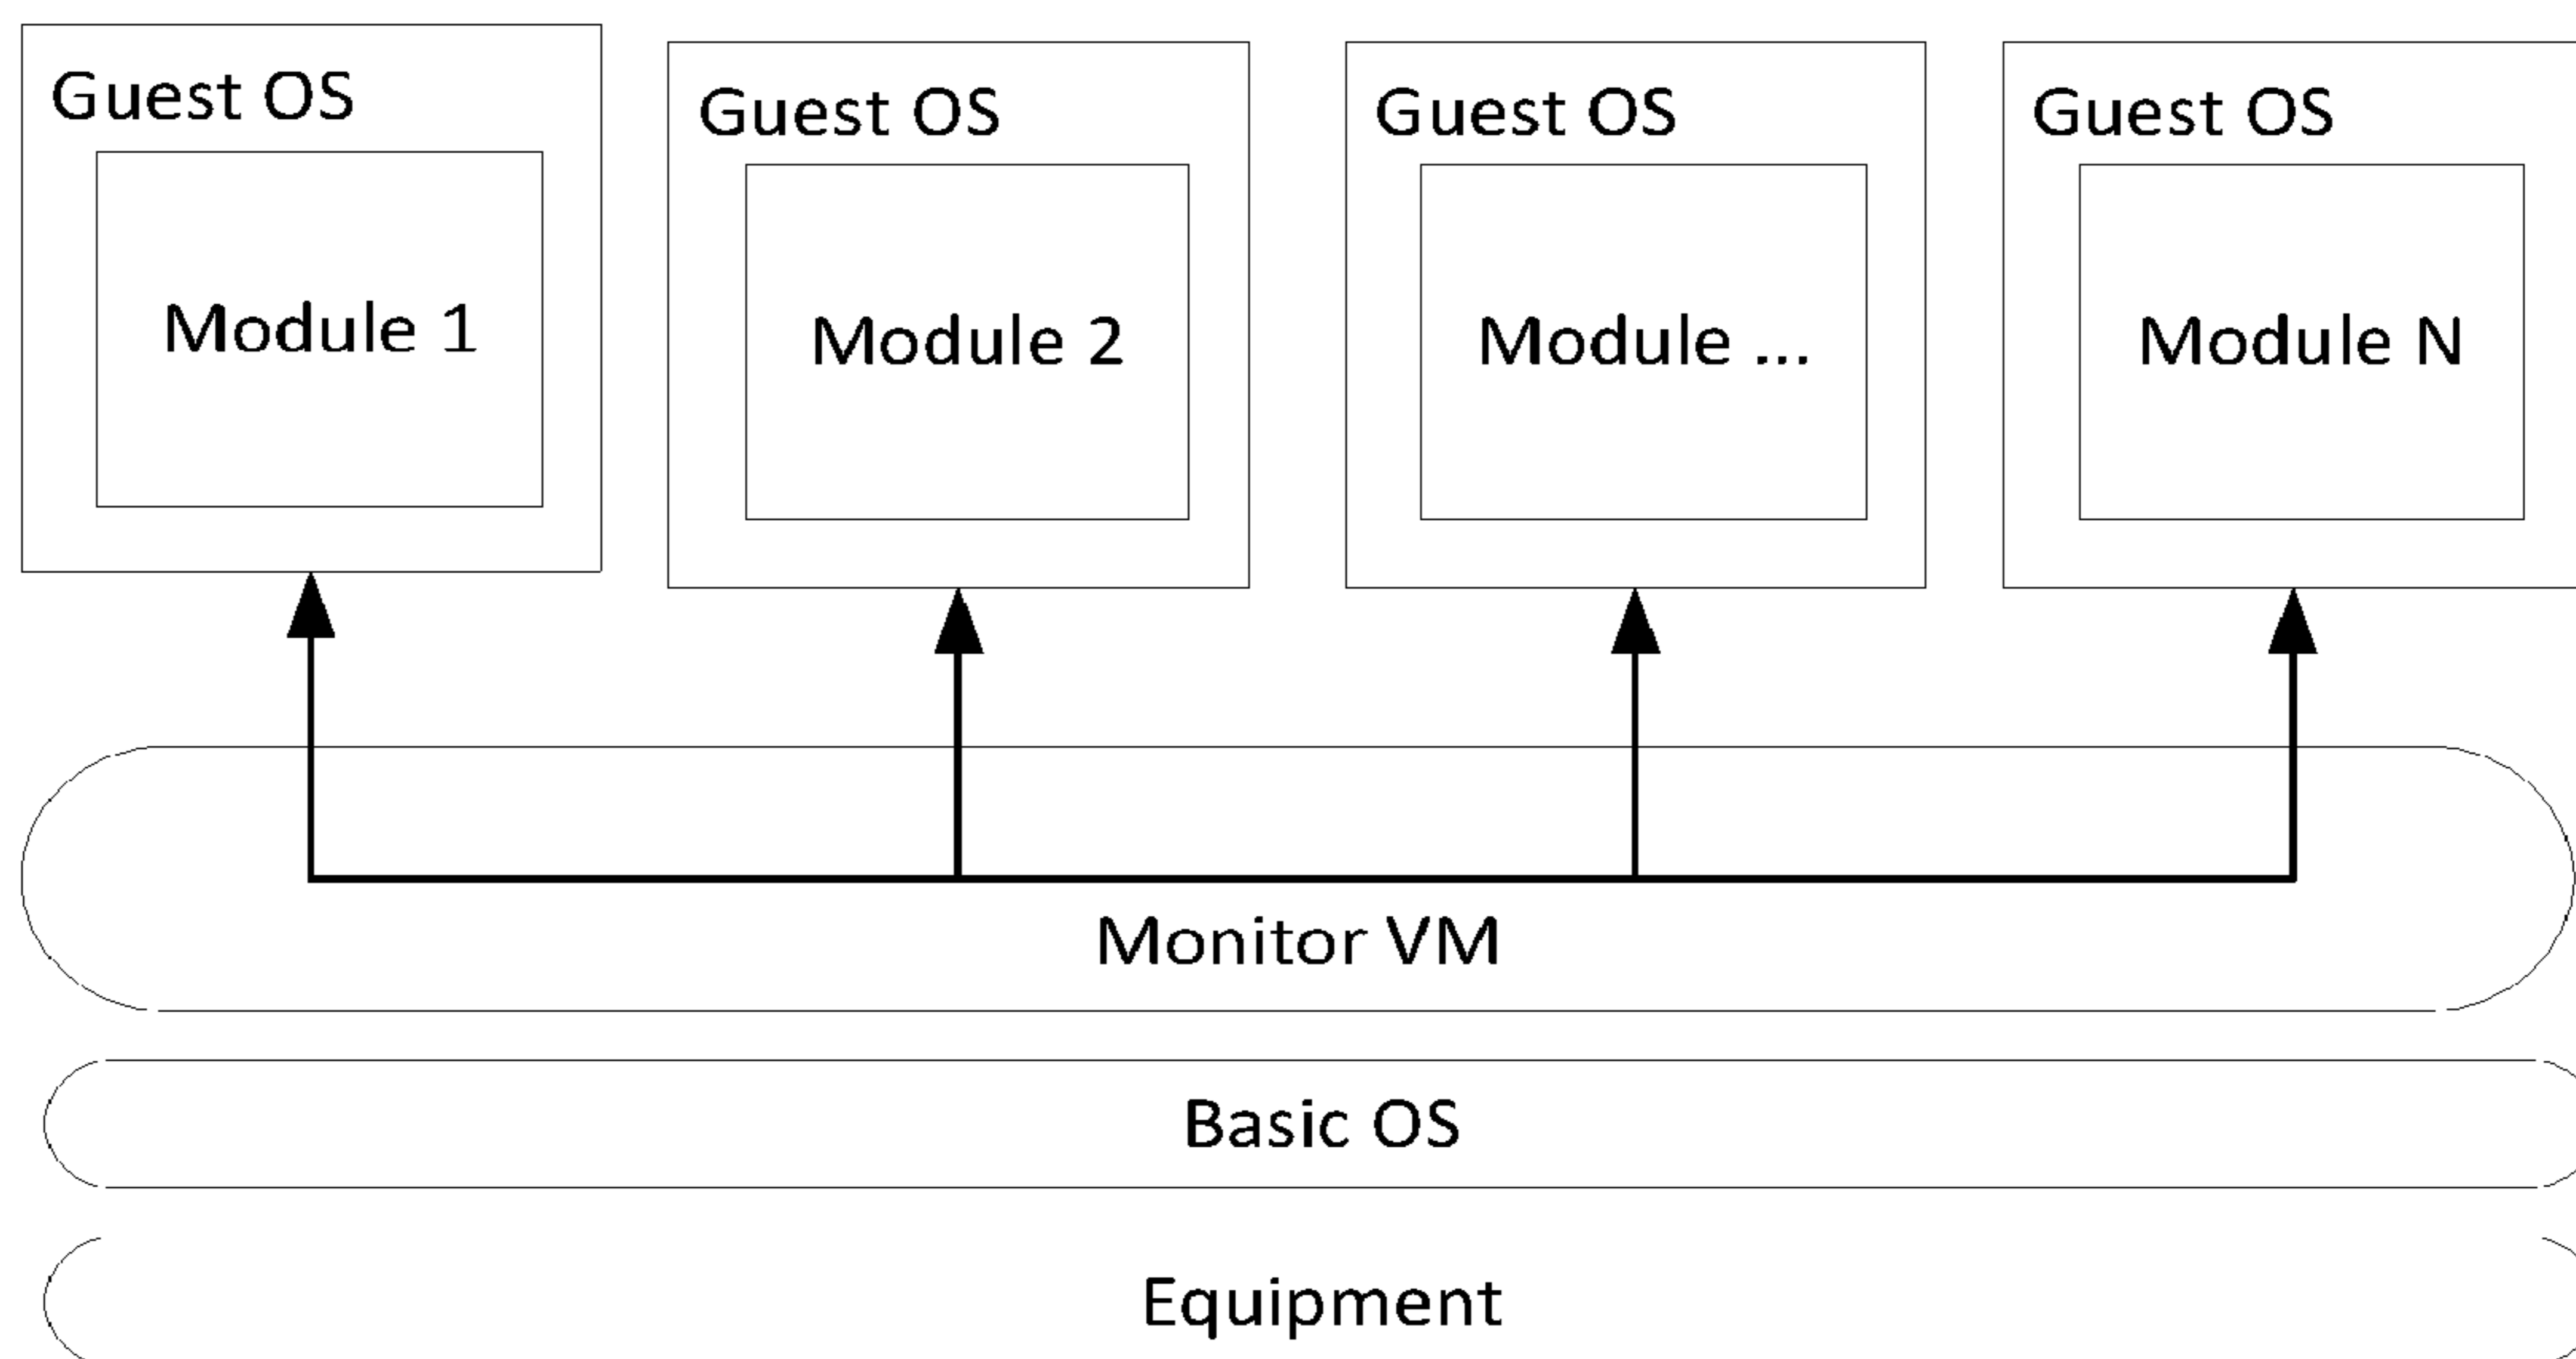 Guest OS
Module 1
Guest OS
Module 2
Guest OS
Module ...
Guest OS
Module N
Monitor VM
Basic OS
Equipment